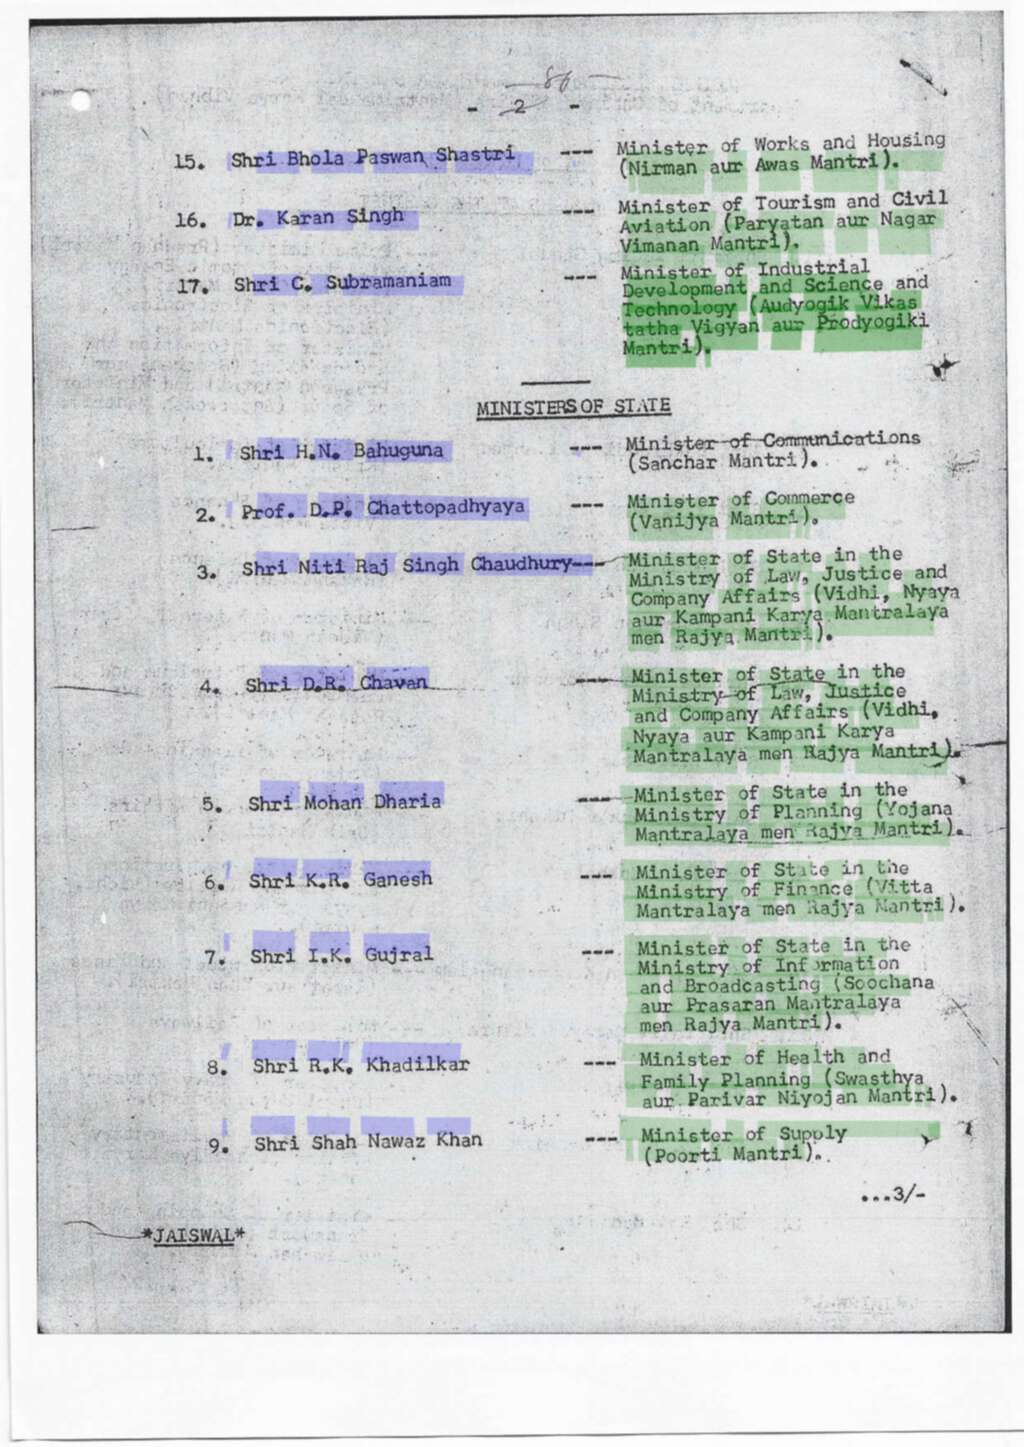 86
- 2 -
15. Shri Bhola Paswan Shastri --- Minister of Works and Housing
(Nirman aur Awas Mantri).
16. Dr. Karan Singh --- Minister of Tourism and Civil
Aviation (Paryatan aur Nagar
Vimanan Mantri).
17. Shri C. Subramaniam --- Minister of Industrial
Development and Science and
Technology (Audyogik Vikas
tatha Vigyan aur Prodyogiki
Mantri).
MINISTERS OF STATE
1. Shri H.N. Bahuguna --- Minister of Communications
(Sanchar Mantri).
2. Prof. D.P. Chattopadhyaya --- Minister of Commerce
(Vanijya Mantri).
3. Shri Niti Raj Singh Chaudhury--- Minister of State in the
Ministry of Law, Justice and
Company Affairs (Vidhi, Nyaya
aur Kampani Karya Mantralaya
men Rajya Mantri).
4. Shri D.R. Chavan --- Minister of State in the
Ministry of Law, Justice
and Company Affairs (Vidhi,
Nyaya aur Kampani Karya
Mantralaya men Rajya Mantri).
5. Shri Mohan Dharia --- Minister of State in the
Ministry of Planning (Yojana
Mantralaya men Rajya Mantri).
6. Shri K.R. Ganesh --- Minister of State in the
Ministry of Finance (Vitta
Mantralaya men Rajya Mantri).
7. Shri I.K. Gujral --- Minister of State in the
Ministry of Information
and Broadcasting (Soochana
aur Prasaran Mantralaya
men Rajya Mantri).
8. Shri R.K. Khadilkar --- Minister of Health and
Family Planning (Swasthya
aur Parivar Niyojan Mantri).
9. Shri Shah Nawaz Khan --- Minister of Supply
(Poorti Mantri).
...3/-
*JAISWAL*